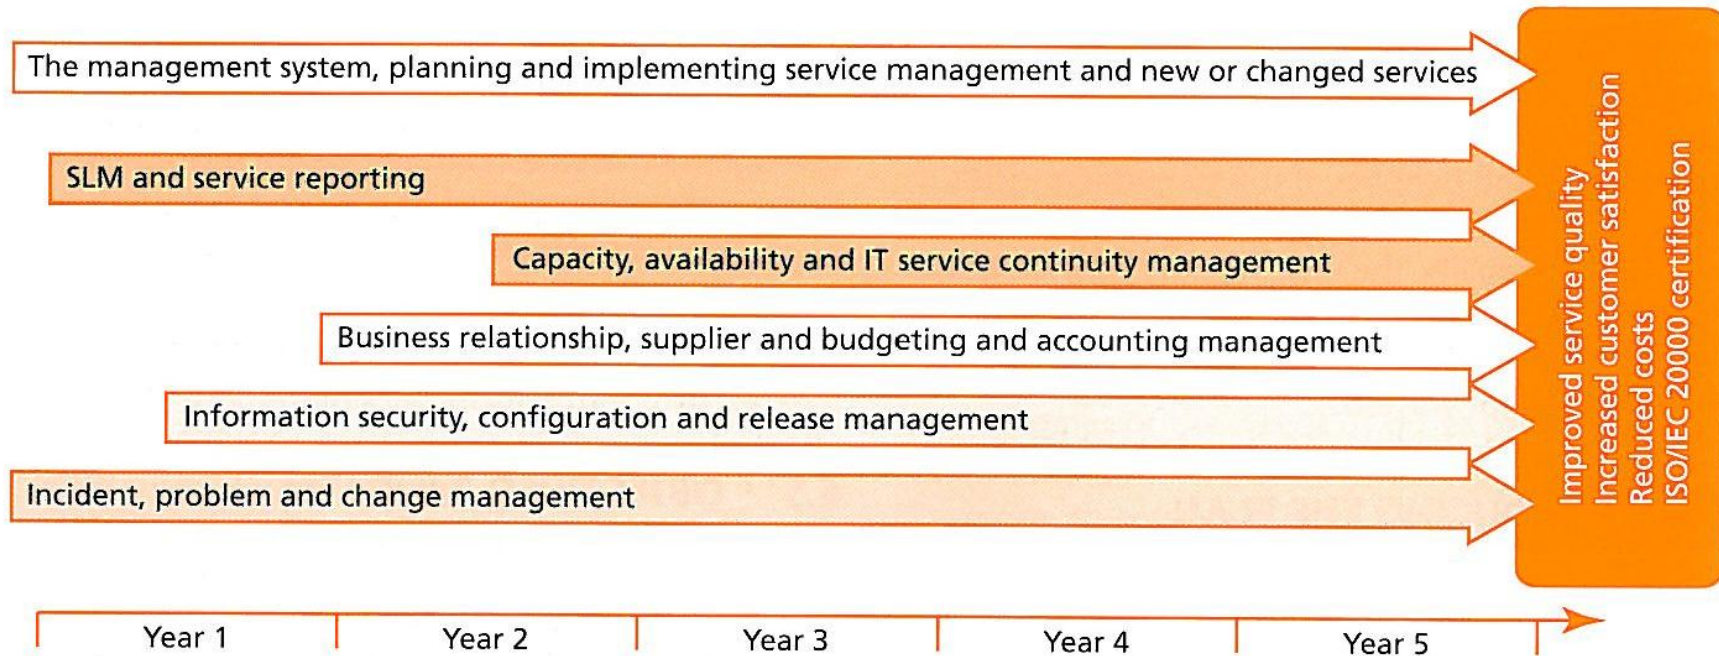 The management system, planning and implementing service management and new or changed services
SLM and service reporting
Capacity, availability and IT service continuity management
Business relationship, supplier and budgeting and accounting management
Information security, configuration and release management
Incident, problem and change management
Improved service quality
Increased customer satisfaction
Reduced costs
ISO/IEC 20000 certification
Year 1
Year 2
Year 3
Year 4
Year 5